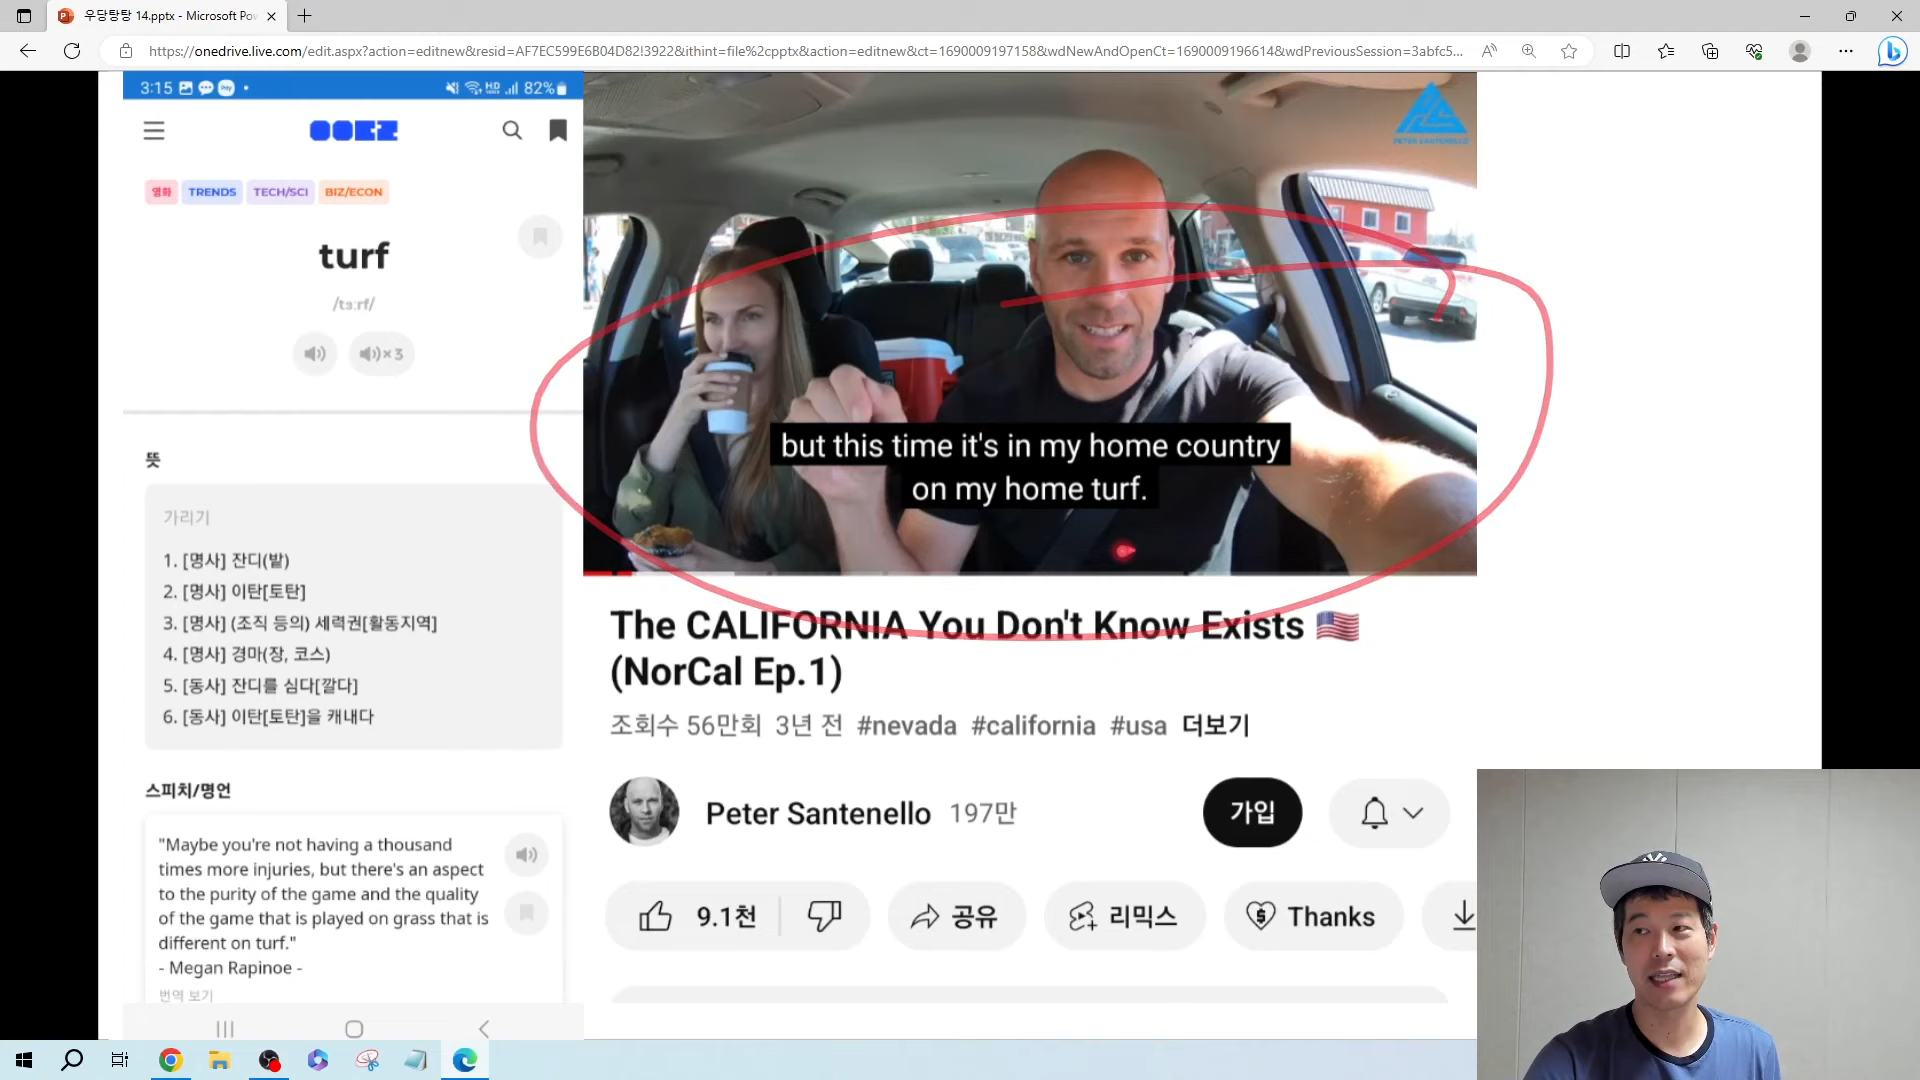 우당탕탕 14.pptx - Microsoft Pov
https://onedrive.live.com/edit.aspx?action=editnew&resid=AF7EC599E6B04D82!3922&ithint=file%2cpptx&action=editnew&ct=1690009197158&wdNewAndOpenCt=1690009196614&wdPreviousSession=3abfc5...
3:15
82%
영화 TRENDS TECH/SCI BIZ/ECON
turf
/tɜːrf/
×3
뜻
가리기
1. [명사] 잔디(밭)
2. [명사] 이탄[토탄]
3. [명사] (조직 등의) 세력권[활동지역]
4. [명사] 경마(장, 코스)
5. [동사] 잔디를 심다[깔다]
6. [동사] 이탄[토탄]을 캐내다
스피치/명언
"Maybe you're not having a thousand
times more injuries, but there's an aspect
to the purity of the game and the quality
of the game that is played on grass that is
different on turf."
- Megan Rapinoe -
번역 보기
PETER SANTENELLO
but this time it's in my home country
on my home turf.
The CALIFORNIA You Don't Know Exists
(NorCal Ep.1)
조회수 56만회 3년 전 #nevada #california #usa 더보기
Peter Santenello 197만
가입
9.1천
공유
리믹스
Thanks